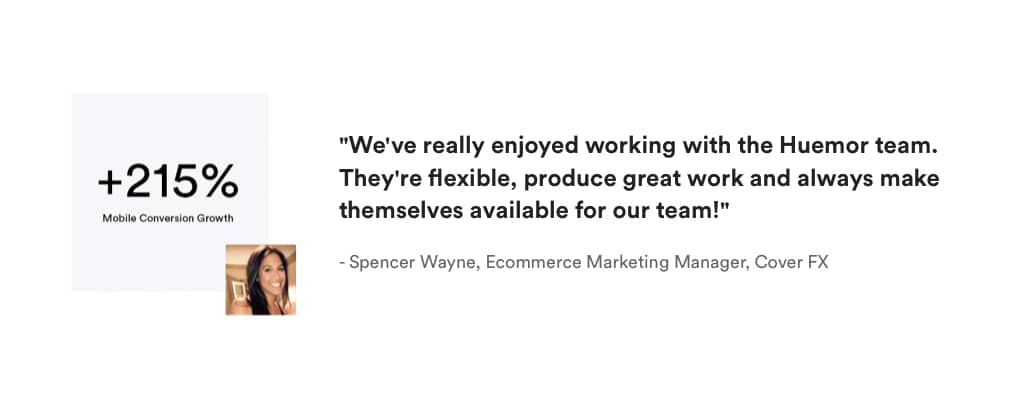 +215%
Mobile Conversion Growth
"We've really enjoyed working with the Huemor team.
They're flexible, produce great work and always make
themselves available for our team!"
- Spencer Wayne, Ecommerce Marketing Manager, Cover FX